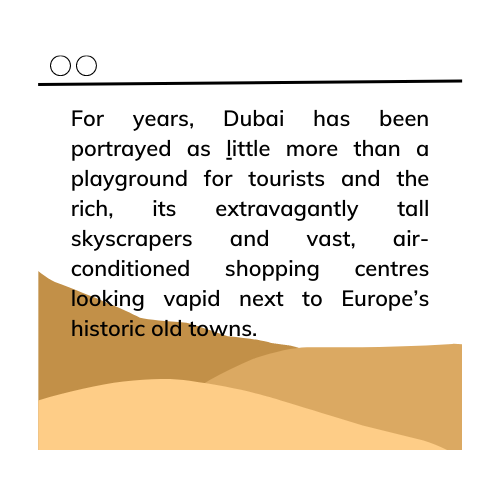 For years, Dubai has been
portrayed as little more than a
playground for tourists and the
rich, its extravagantly tall
skyscrapers and vast, air-
conditioned shopping centres
looking vapid next to Europe’s
historic old towns.